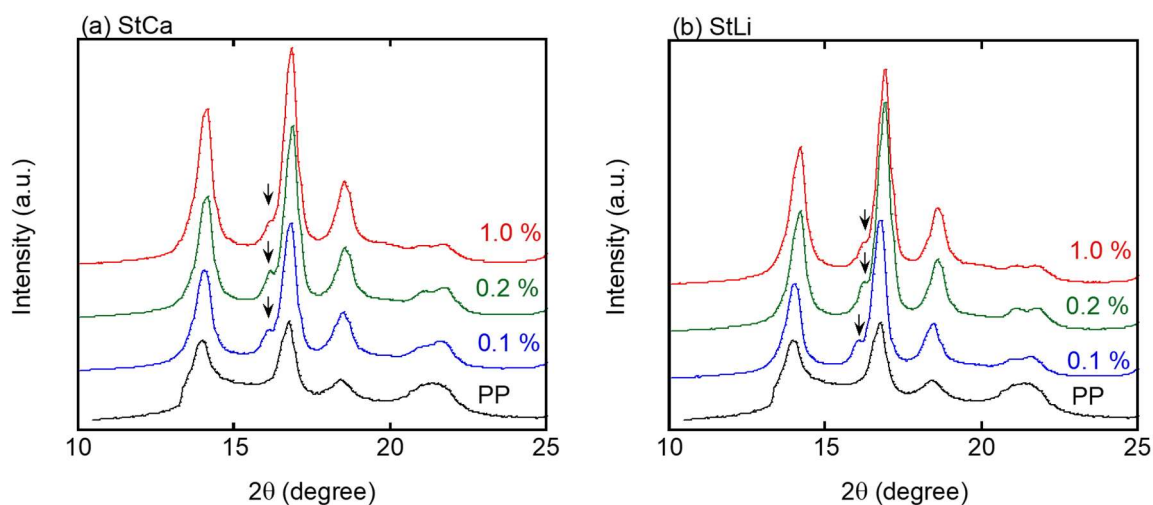 (a) StCa
Intensity (a.u.)
1.0 %
0.2 %
0.1 %
PP
10 15 20 25
2θ (degree)
(b) StLi
Intensity (a.u.)
1.0 %
0.2 %
0.1 %
PP
10 15 20 25
2θ (degree)